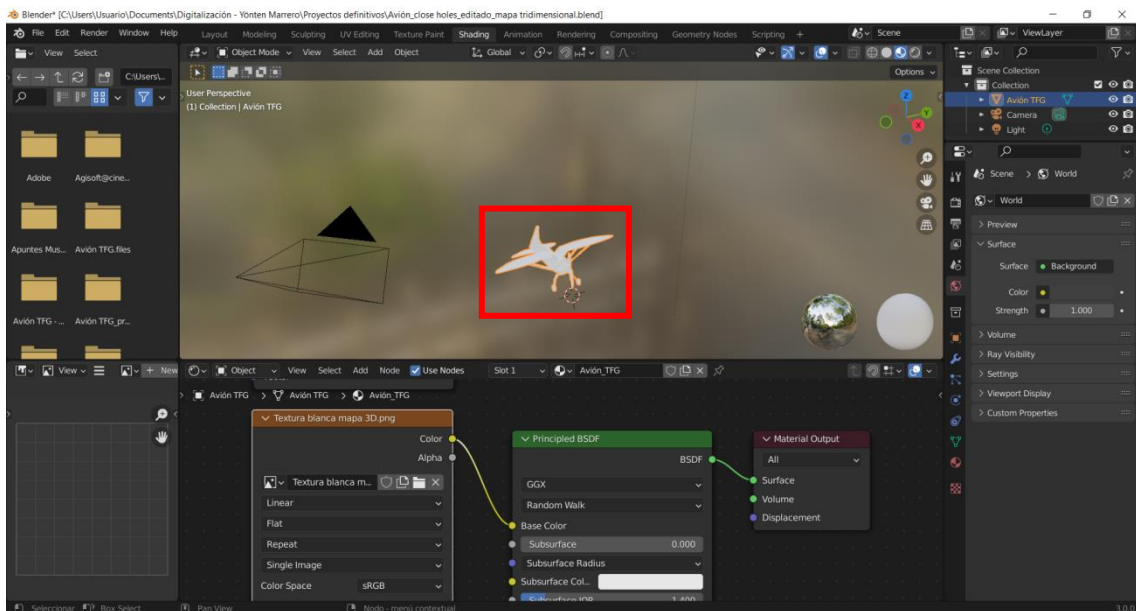 Blender* [C:\Users\Usuario\Documents\Digitalización - Yönten Marrero\Proyectos definitivos\Avión_close holes_editado_mapa tridimensional.blend]
File Edit Render Window Help Layout Modeling Sculpting UV Editing Texture Paint Shading Animation Rendering Compositing Geometry Nodes Scripting + Scene ViewLayer
View Select Object Mode View Select Add Object Global
C:\Users\... Options
User Perspective
(1) Collection | Avión TFG
Scene Collection
Collection
Avión TFG
Camera
Light
X
Y
Z
Adobe Agisoft@cine...
Apuntes Mus... Avión TFG.files
Avión TFG - ... Avión TFG_pr...
Scene > World
World
Preview
Surface
Surface Background
Color
Strength 1.000
Volume
Ray Visibility
Settings
Viewport Display
Custom Properties
View + New Object View Select Add Node Use Nodes Slot 1 Avión_TFG
Avión TFG > Avión TFG > Avión_TFG
Textura blanca mapa 3D.png
Color
Alpha
Textura blanca m...
Linear
Flat
Repeat
Single Image
Color Space sRGB
Principled BSDF
BSDF
GGX
Random Walk
Base Color
Subsurface 0.000
Subsurface Radius
Subsurface Col...
Subsurface IOR 1.400
Material Output
All
Surface
Volume
Displacement
Seleccionar Box Select Pan View Nodo - menú contextual 3.0.0